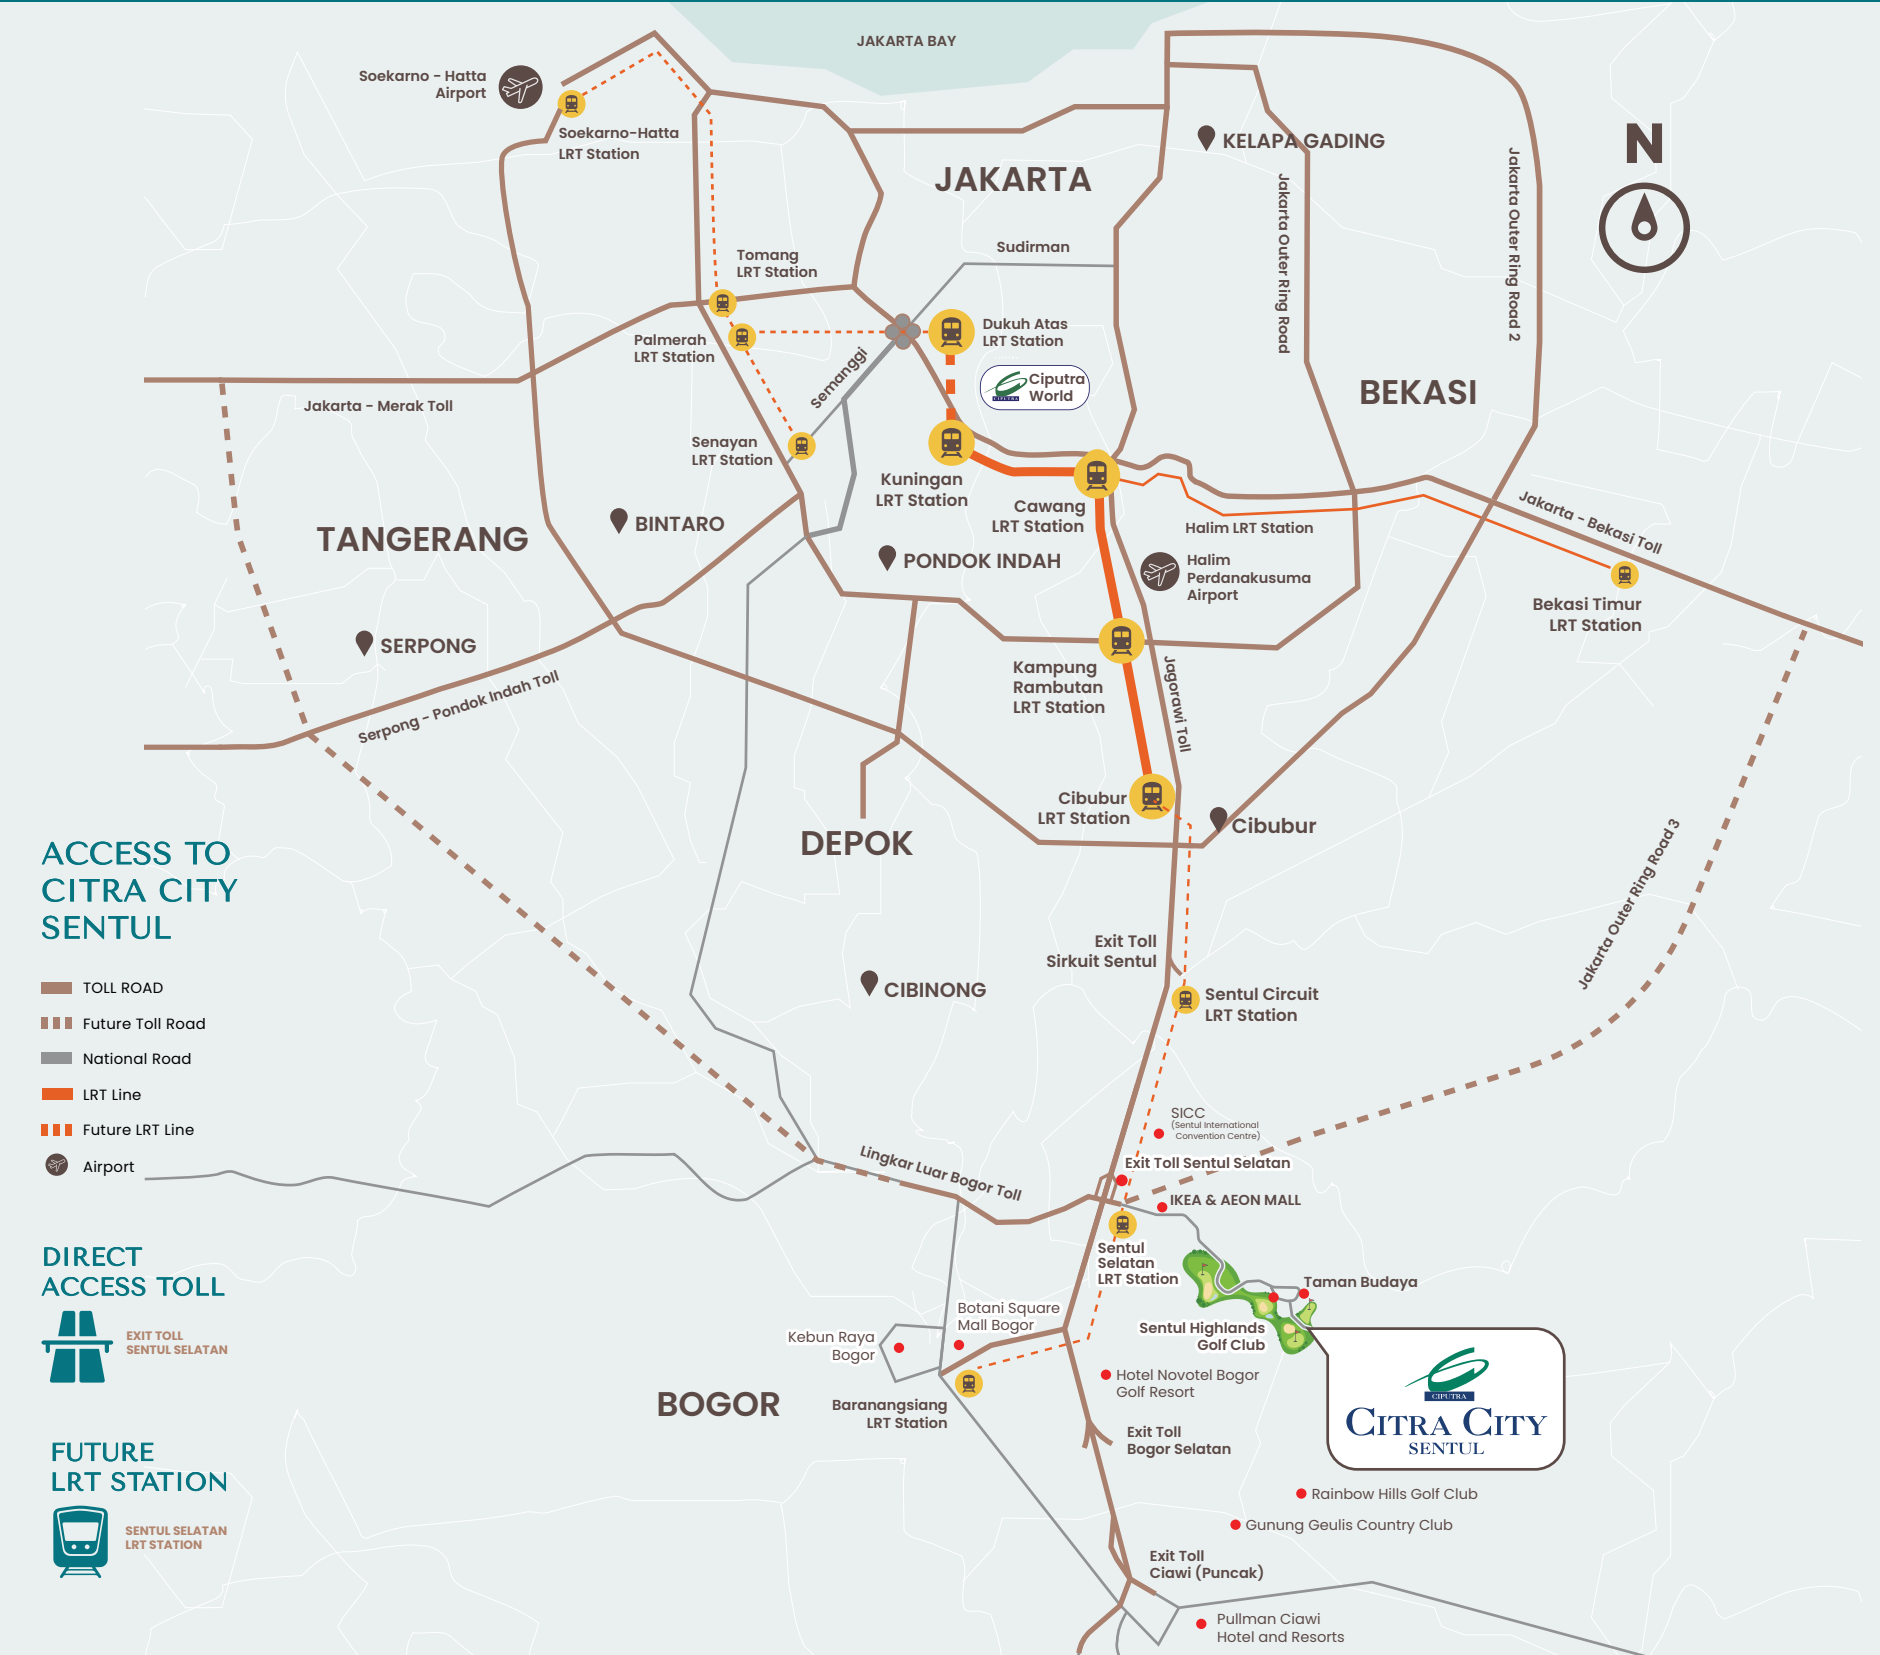 JAKARTA BAY
Soekarno - Hatta
Airport
Soekarno-Hatta
LRT Station
KELAPA GADING
N
JAKARTA
Jakarta Outer Ring Road
Jakarta Outer Ring Road 2
Sudirman
Tomang
LRT Station
Palmerah
LRT Station
Dukuh Atas
LRT Station
CIPUTRA
Ciputra
World
Semanggi
BEKASI
Jakarta - Merak Toll
Senayan
LRT Station
Kuningan
LRT Station
Cawang
LRT Station
Halim LRT Station
Jakarta - Bekasi Toll
TANGERANG
BINTARO
PONDOK INDAH
Halim
Perdanakusuma
Airport
Bekasi Timur
LRT Station
SERPONG
Serpong - Pondok Indah Toll
Kampung
Rambutan
LRT Station
Jagorawi Toll
Cibubur
LRT Station
Cibubur
DEPOK
Jakarta Outer Ring Road 3
ACCESS TO
CITRA CITY
SENTUL
TOLL ROAD
Future Toll Road
National Road
LRT Line
Future LRT Line
Airport
Exit Toll
Sirkuit Sentul
CIBINONG
Sentul Circuit
LRT Station
SICC
(Sentul International
Convention Centre)
Exit Toll Sentul Selatan
Lingkar Luar Bogor Toll
IKEA & AEON MALL
Sentul
Selatan
LRT Station
DIRECT
ACCESS TOLL
EXIT TOLL
SENTUL SELATAN
Taman Budaya
Botani Square
Mall Bogor
Kebun Raya
Bogor
Sentul Highlands
Golf Club
Hotel Novotel Bogor
Golf Resort
BOGOR
Baranangsiang
LRT Station
Exit Toll
Bogor Selatan
CIPUTRA
CITRA CITY
SENTUL
FUTURE
LRT STATION
SENTUL SELATAN
LRT STATION
Rainbow Hills Golf Club
Gunung Geulis Country Club
Exit Toll
Ciawi (Puncak)
Pullman Ciawi
Hotel and Resorts